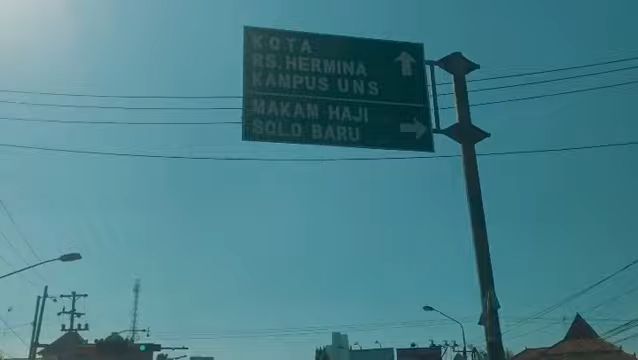 KOTA
RS. HERMINA
KAMPUS UNS
MAKAM HAJI
SOLO BARU